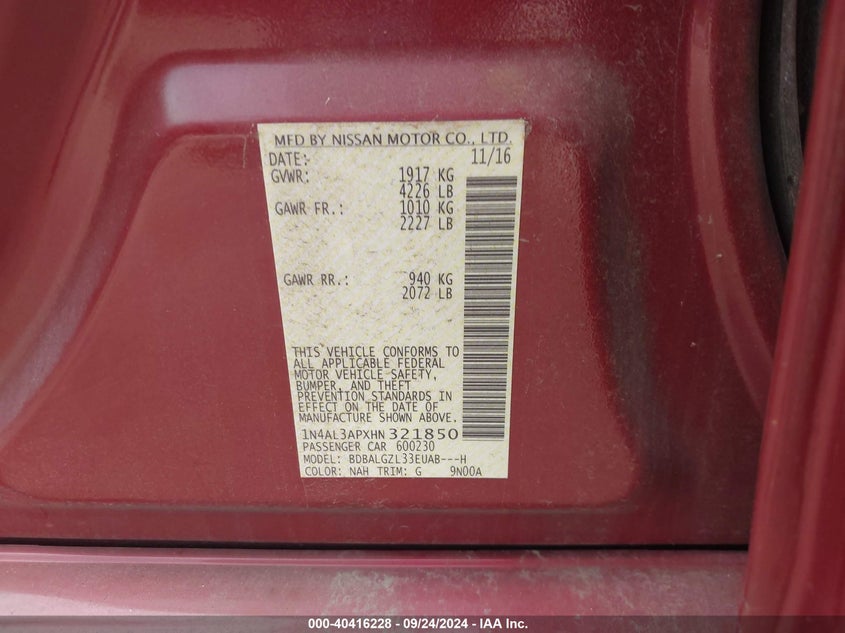 MFD BY NISSAN MOTOR CO., LTD.
DATE: 11/16
GVWR: 1917 KG
4226 LB
GAWR FR.: 1010 KG
2227 LB
GAWR RR.: 940 KG
2072 LB
THIS VEHICLE CONFORMS TO
ALL APPLICABLE FEDERAL
MOTOR VEHICLE SAFETY,
BUMPER, AND THEFT
PREVENTION STANDARDS IN
EFFECT ON THE DATE OF
MANUFACTURE SHOWN ABOVE.
1N4AL3APXHN 321850
PASSENGER CAR 600230
MODEL: BDBALGZL33EUAB---H
COLOR: NAH TRIM: G 9N00A
000-40416228 - 09/24/2024 - IAA Inc.